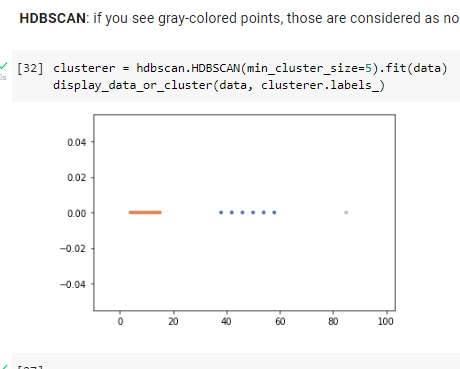 HDBSCAN: if you see gray-colored points, those are considered as no
[32] clusterer = hdbscan.HDBSCAN(min_cluster_size=5).fit(data)
display_data_or_cluster(data, clusterer.labels_)
0.04
0.02
0.00
−0.02
−0.04
0 20 40 60 80 100